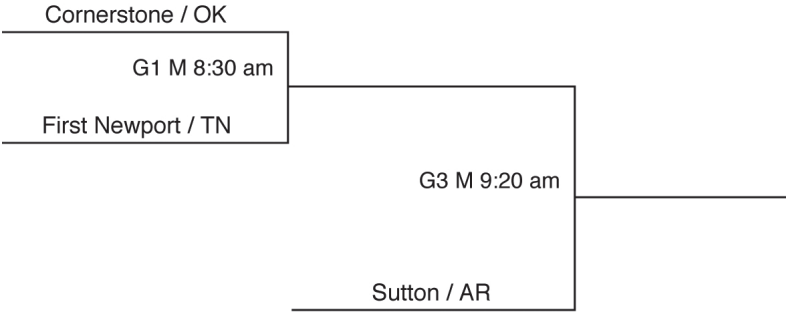 Cornerstone / OK
G1 M 8:30 am
First Newport / TN
G3 M 9:20 am
Sutton / AR